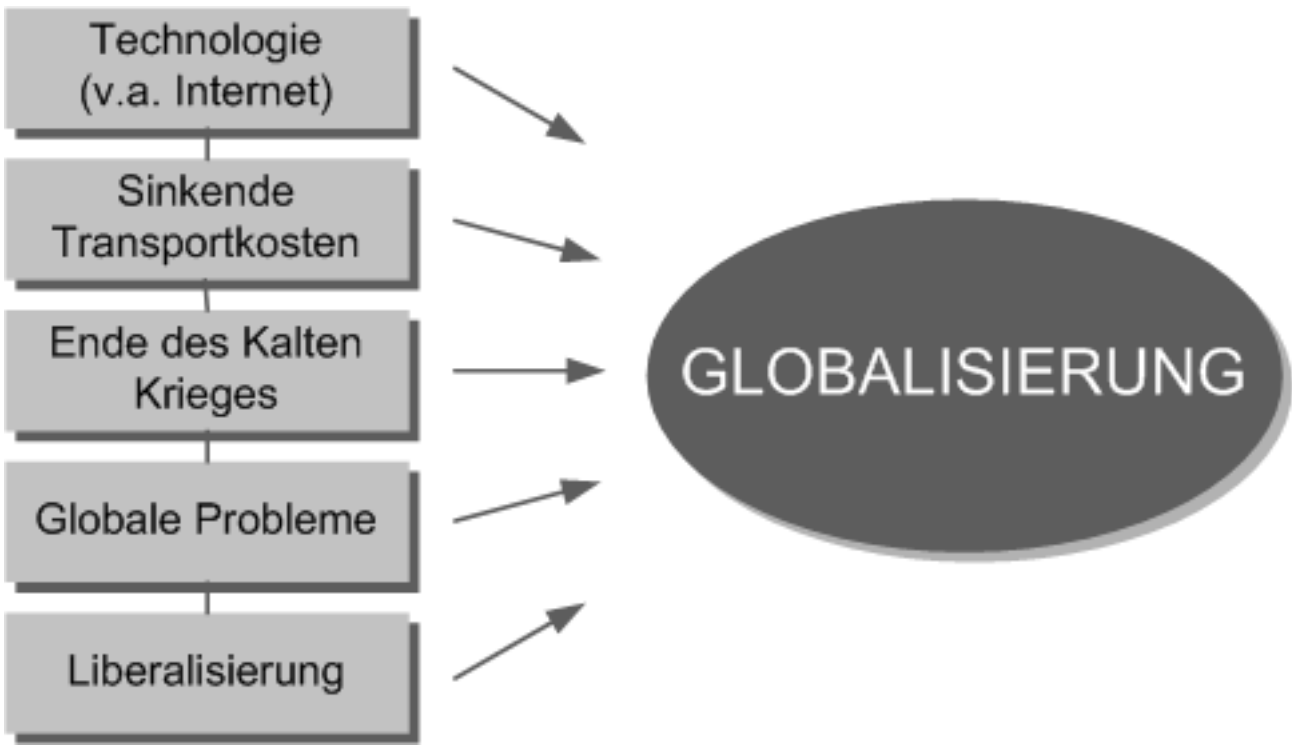 Technologie
(v.a. Internet)
Sinkende
Transportkosten
Ende des Kalten
Krieges
Globale Probleme
Liberalisierung
GLOBALISIERUNG